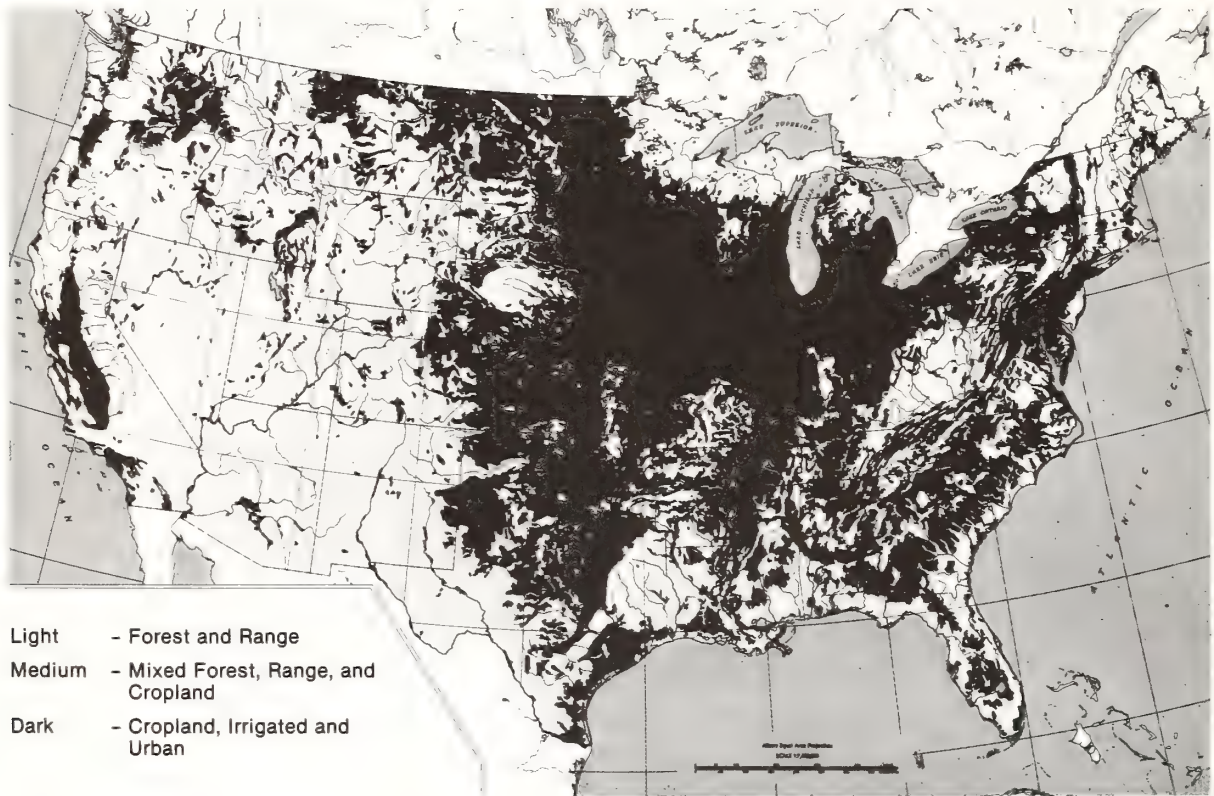 LAKE SUPERIOR
LAKE MICHIGAN
LAKE HURON
LAKE ONTARIO
LAKE ERIE
PACIFIC
OCEAN
ATLANTIC
OCEAN
Light - Forest and Range
Medium - Mixed Forest, Range, and
Cropland
Dark - Cropland, Irrigated and
Urban
Albers Equal Area Projection
SCALE